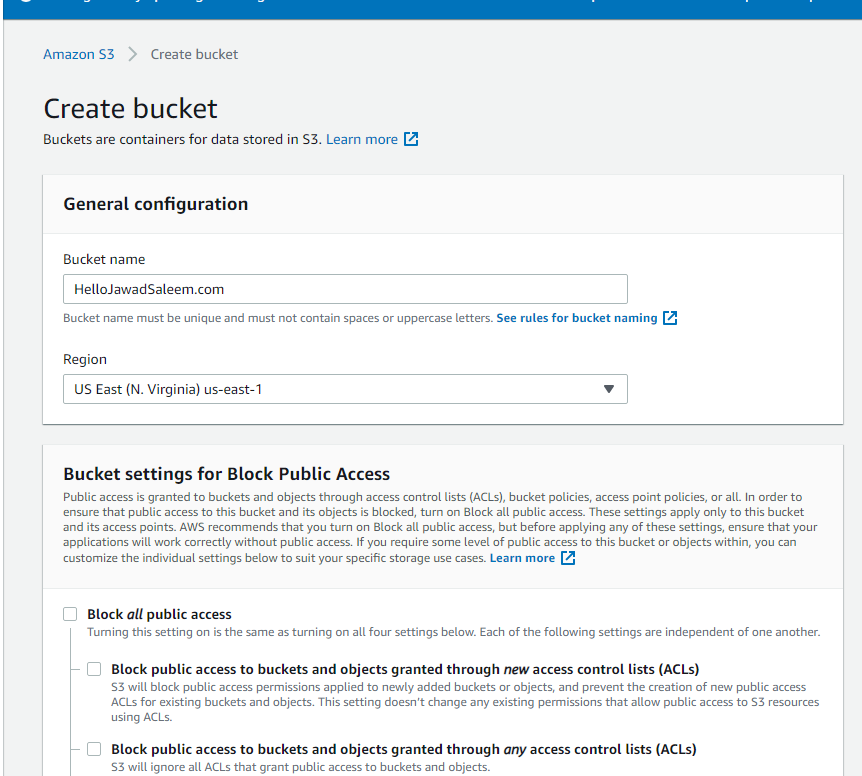 Amazon S3 > Create bucket
Create bucket
Buckets are containers for data stored in S3. Learn more
General configuration
Bucket name
HelloJawadSaleem.com
Bucket name must be unique and must not contain spaces or uppercase letters. See rules for bucket naming
Region
US East (N. Virginia) us-east-1
Bucket settings for Block Public Access
Public access is granted to buckets and objects through access control lists (ACLs), bucket policies, access point policies, or all. In order to
ensure that public access to this bucket and its objects is blocked, turn on Block all public access. These settings apply only to this bucket
and its access points. AWS recommends that you turn on Block all public access, but before applying any of these settings, ensure that your
applications will work correctly without public access. If you require some level of public access to this bucket or objects within, you can
customize the individual settings below to suit your specific storage use cases. Learn more
Block all public access
Turning this setting on is the same as turning on all four settings below. Each of the following settings are independent of one another.
Block public access to buckets and objects granted through new access control lists (ACLs)
S3 will block public access permissions applied to newly added buckets or objects, and prevent the creation of new public access
ACLs for existing buckets and objects. This setting doesn't change any existing permissions that allow public access to S3 resources
using ACLs.
Block public access to buckets and objects granted through any access control lists (ACLs)
S3 will ignore all ACLs that grant public access to buckets and objects.